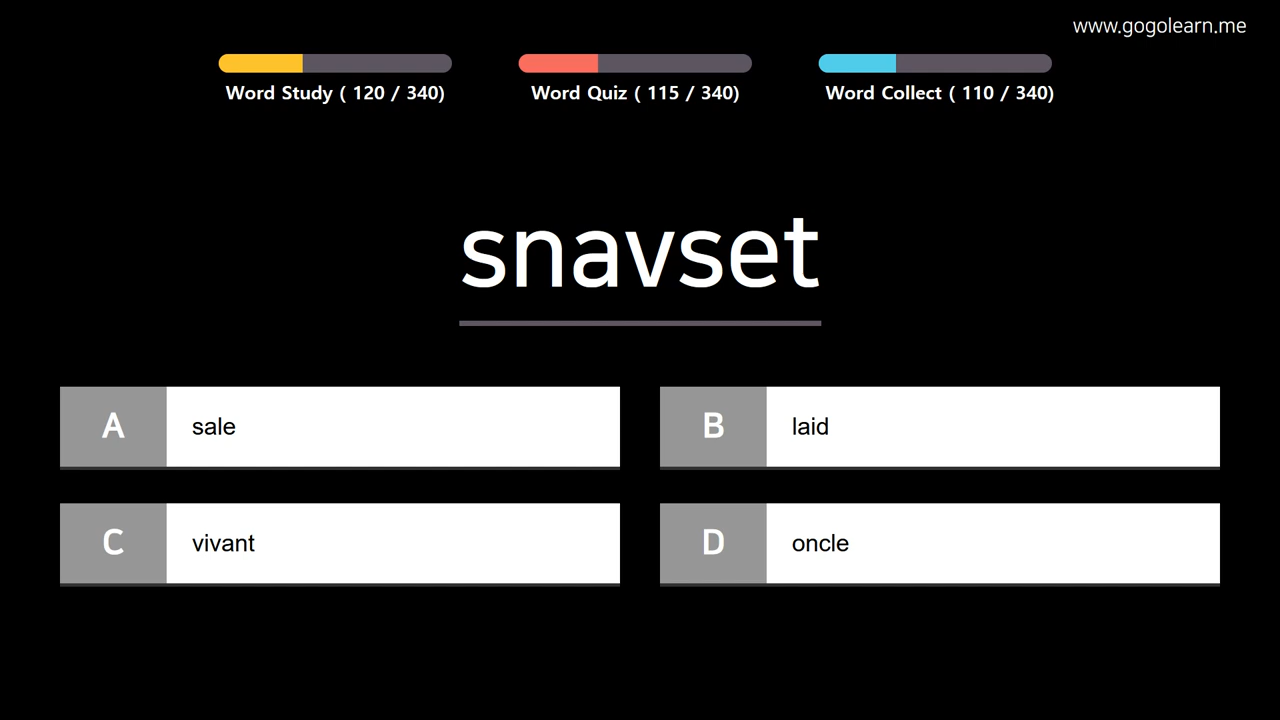 www.gogolearn.me
Word Study ( 120 / 340)
Word Quiz ( 115 / 340)
Word Collect ( 110 / 340)
snavset
A sale
B laid
C vivant
D oncle